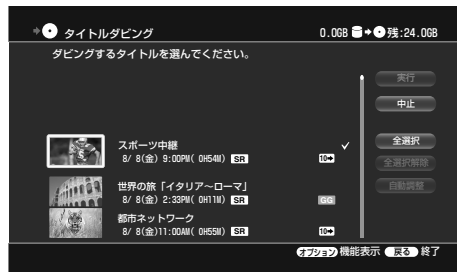 タイトルダビング 0.0GB 残:24.0GB
ダビングするタイトルを選んでください。
実行
中止
全選択
全選択解除
自動調整
スポーツ中継
8/ 8(金) 9:00PM( 0H54M) SR 10
世界の旅「イタリア～ローマ」
8/ 8(金) 2:33PM( 0H11M) SR GG
都市ネットワーク
8/ 8(金)11:00AM( 0H55M) SR 10
オプション 機能表示 戻る 終了